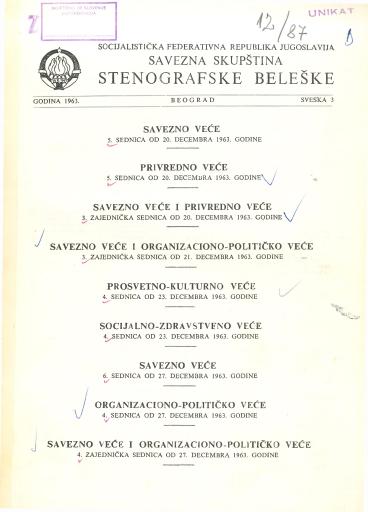 12/87
UNIKAT
SOCIJALISTIČKA FEDERATIVNA REPUBLIKA JUGOSLAVIJA
SAVEZNA SKUPŠTINA
STENOGRAFSKE BELEŠKE
GODINA 1963. BEOGRAD SVESKA 3
SAVEZNO VEĆE
5. SEDNICA OD 20. DECEMBRA 1963. GODINE
PRIVREDNO VEĆE
5. SEDNICA OD 20. DECEMBRA 1963. GODINE
SAVEZNO VEĆE I PRIVREDNO VEĆE
3. ZAJEDNIČKA SEDNICA OD 20. DECEMBRA 1963. GODINE
SAVEZNO VEĆE I ORGANIZACIONO-POLITIČKO VEĆE
3. ZAJEDNIČKA SEDNICA OD 21. DECEMBRA 1963. GODINE
PROSVETNO-KULTURNO VEĆE
4. SEDNICA OD 23. DECEMBRA 1963. GODINE
SOCIJALNO-ZDRAVSTVENO VEĆE
4. SEDNICA OD 23. DECEMBRA 1963. GODINE
SAVEZNO VEĆE
6. SEDNICA OD 27. DECEMBRA 1963. GODINE
ORGANIZACIONO-POLITIČKO VEĆE
4. SEDNICA OD 27. DECEMBRA 1963. GODINE
SAVEZNO VEĆE I ORGANIZACIONO-POLITIČKO VEĆE
4. ZAJEDNIČKA SEDNICA OD 27. DECEMBRA 1963. GODINE